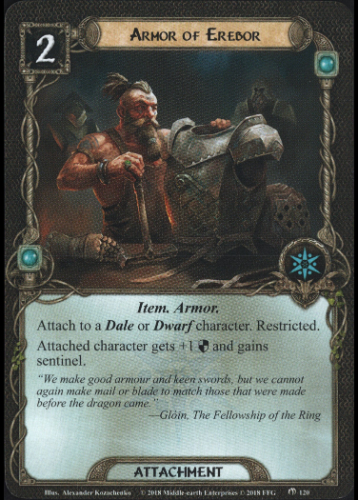 2
Armor of Erebor
Item. Armor.
Attach to a Dale or Dwarf character. Restricted.
Attached character gets +1 and gains
sentinel.
“We make good armour and keen swords, but we cannot
again make mail or blade to match those that were made
before the dragon came.”
—Glóin, The Fellowship of the Ring
ATTACHMENT
Illus. Alexander Kozachenko © 2018 Middle-earth Enterprises © 2018 FFG 128